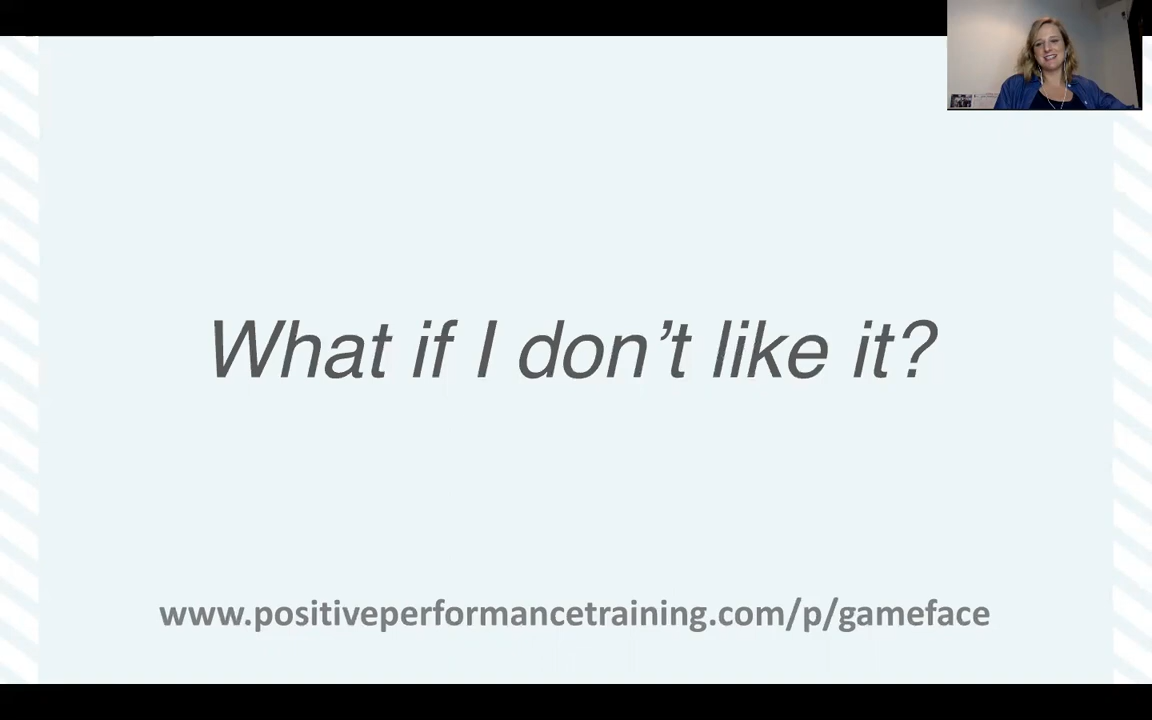 What if I don’t like it?
www.positiveperformancetraining.com/p/gameface